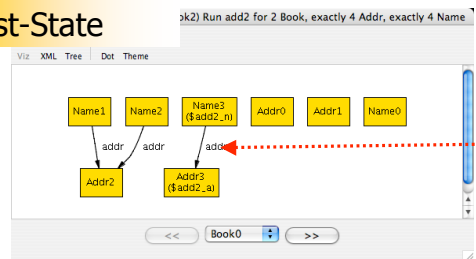 st-State
ok2) Run add2 for 2 Book, exactly 4 Addr, exactly 4 Name
Viz XML Tree Dot Theme
Name1 Name2 Name3 ($add2_n) Addr0 Addr1 Name0
addr addr addr
Addr2 Addr3 ($add2_a)
<< Book0 >>